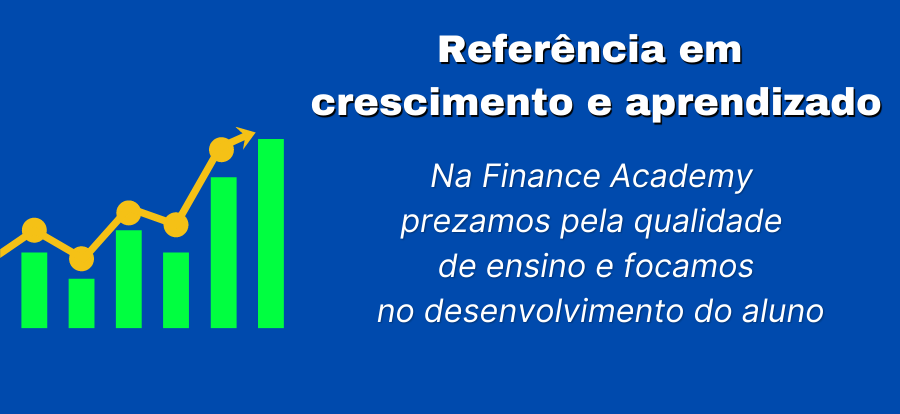 Referência em
crescimento e aprendizado
Na Finance Academy
prezamos pela qualidade
de ensino e focamos
no desenvolvimento do aluno